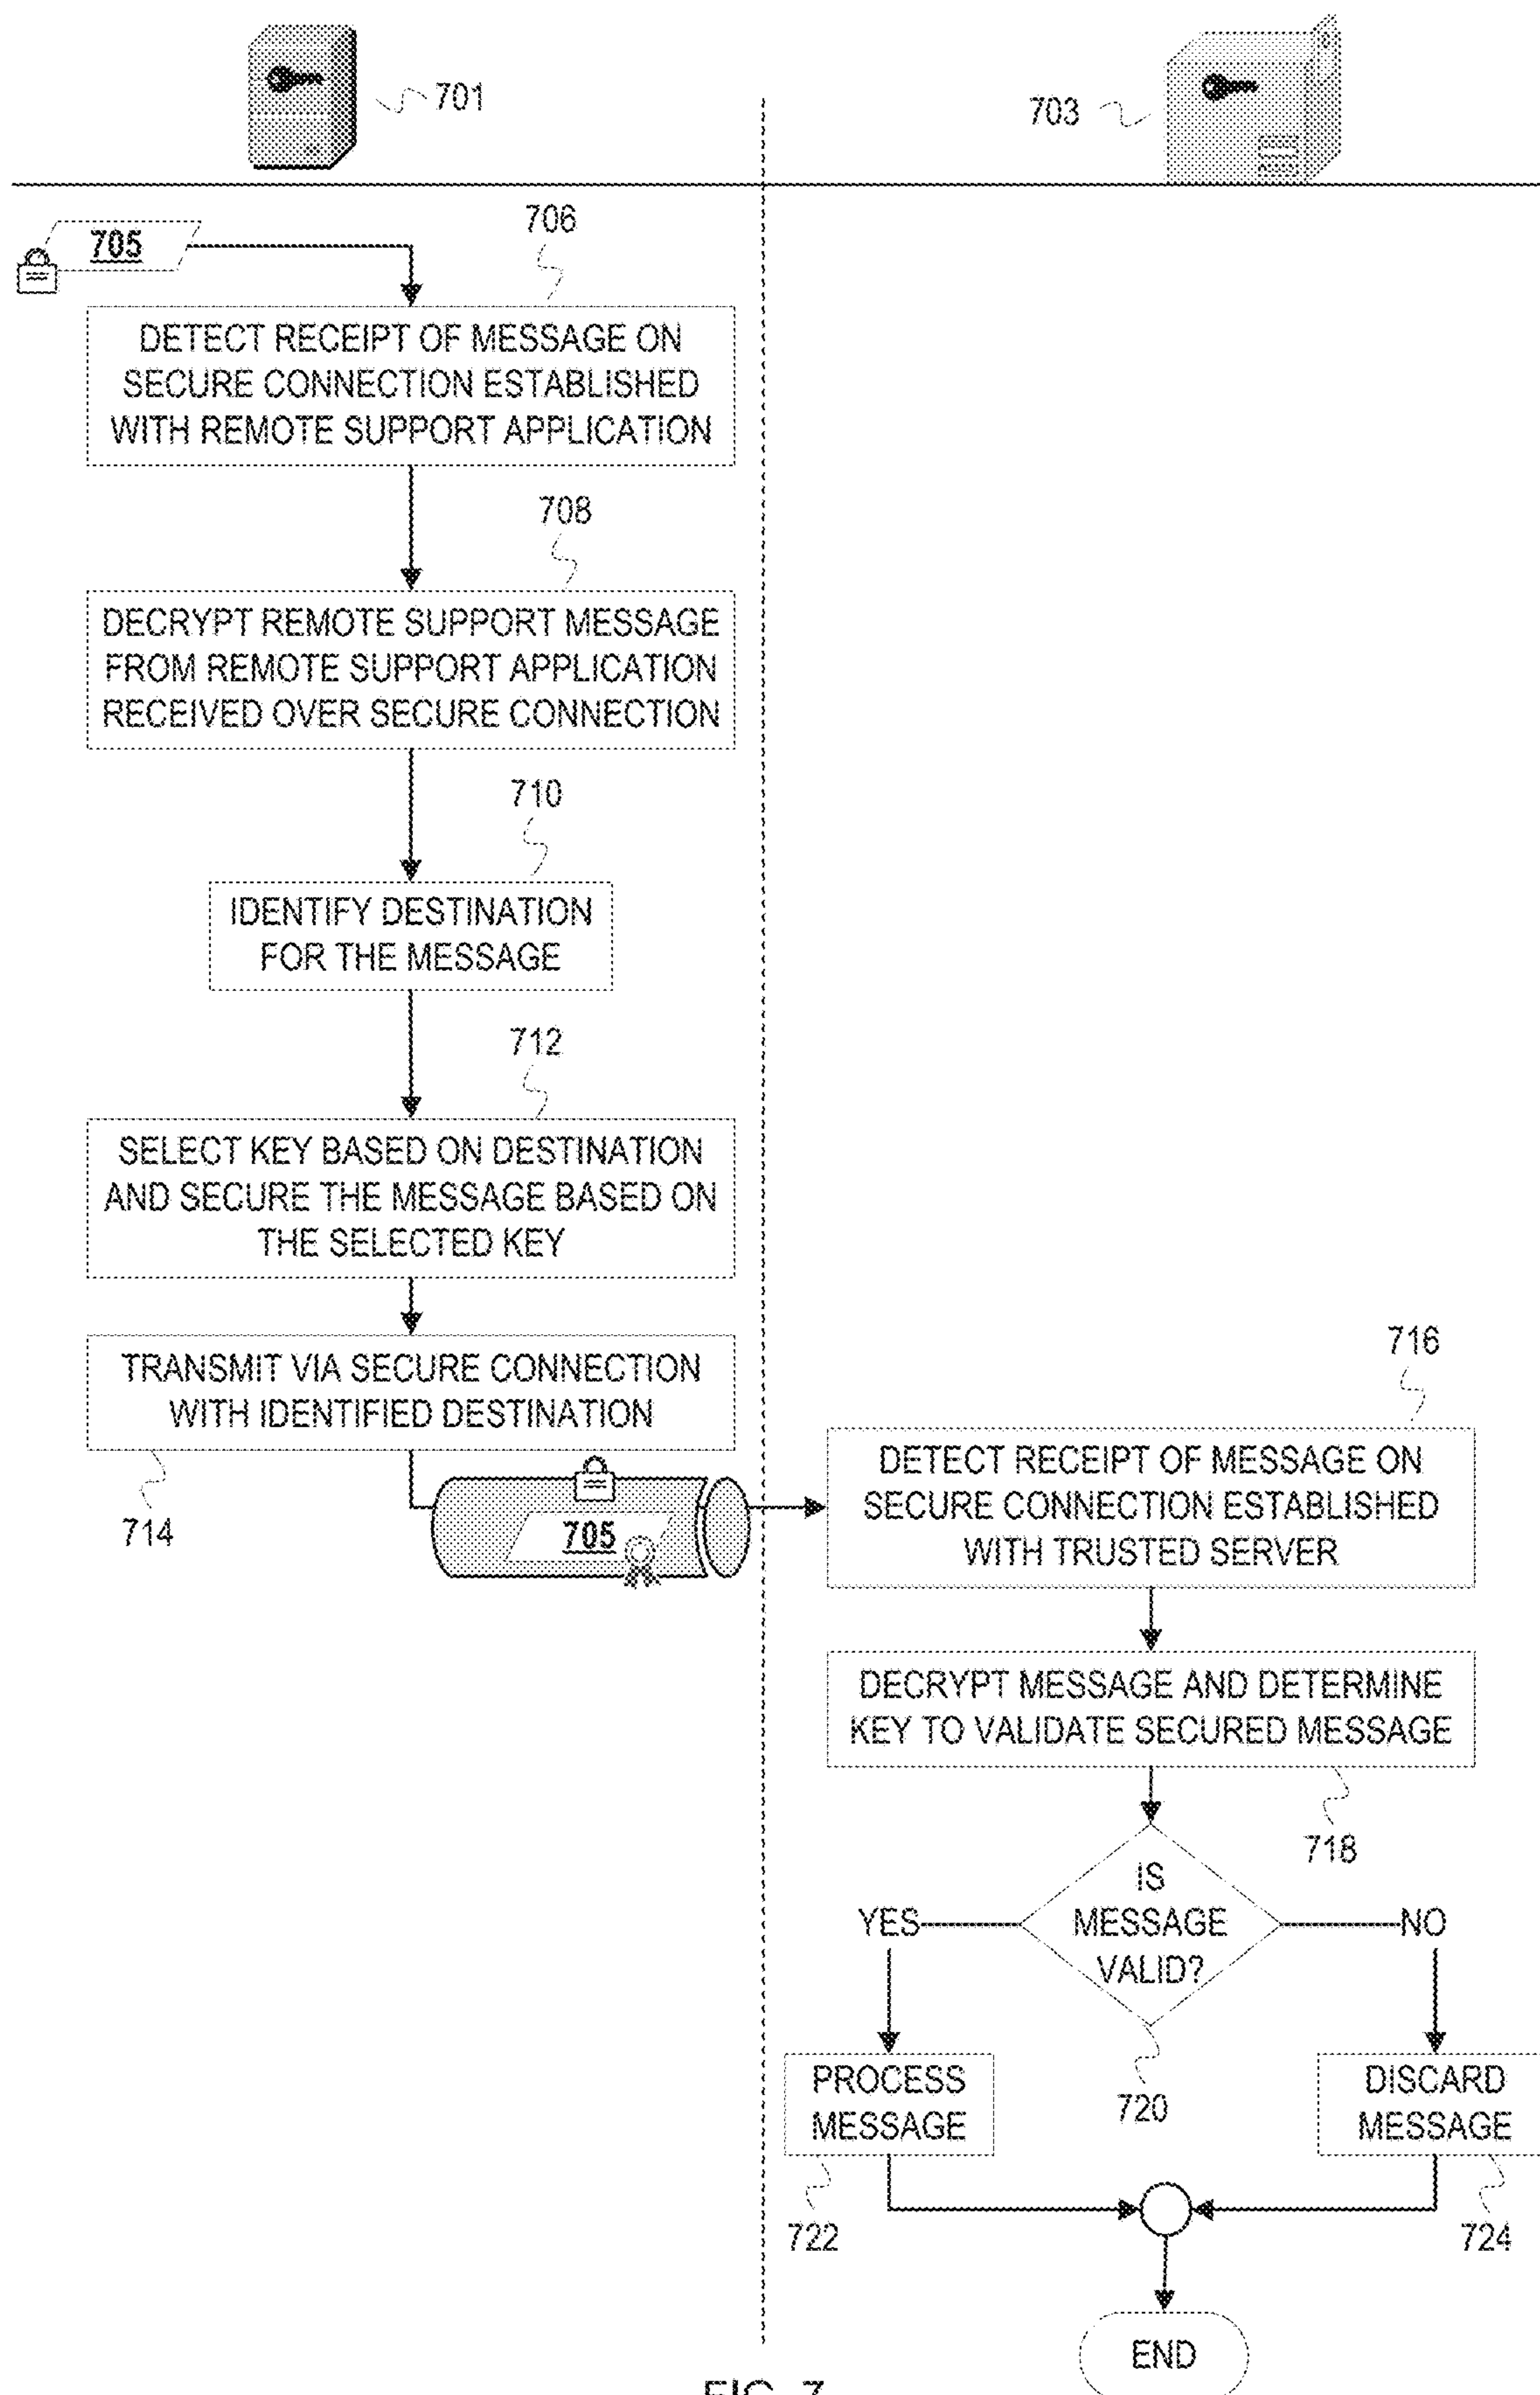 701
703
705
706
DETECT RECEIPT OF MESSAGE ON
SECURE CONNECTION ESTABLISHED
WITH REMOTE SUPPORT APPLICATION
708
DECRYPT REMOTE SUPPORT MESSAGE
FROM REMOTE SUPPORT APPLICATION
RECEIVED OVER SECURE CONNECTION
710
IDENTIFY DESTINATION
FOR THE MESSAGE
712
SELECT KEY BASED ON DESTINATION
AND SECURE THE MESSAGE BASED ON
THE SELECTED KEY
TRANSMIT VIA SECURE CONNECTION
WITH IDENTIFIED DESTINATION
714
705
716
DETECT RECEIPT OF MESSAGE ON
SECURE CONNECTION ESTABLISHED
WITH TRUSTED SERVER
DECRYPT MESSAGE AND DETERMINE
KEY TO VALIDATE SECURED MESSAGE
718
IS
MESSAGE
VALID?
YES
NO
720
PROCESS
MESSAGE
722
DISCARD
MESSAGE
724
END
FIG. 7